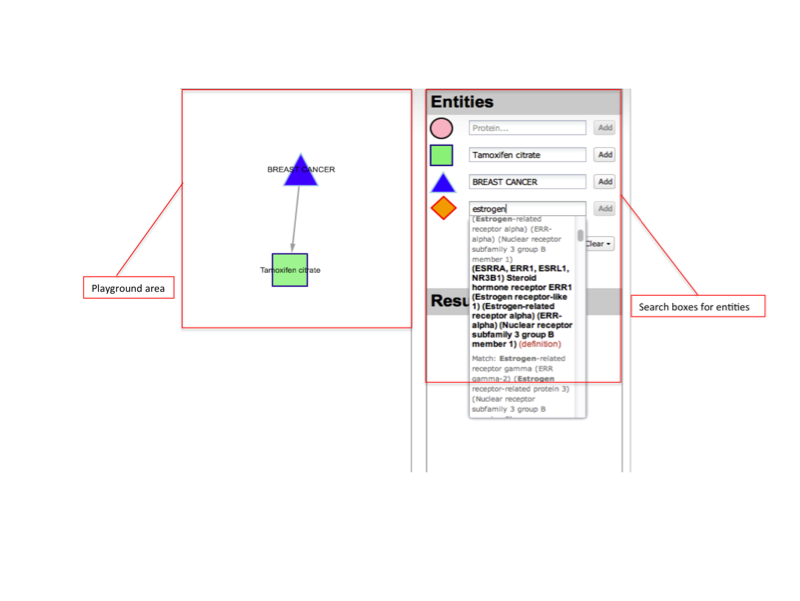 Entities
Protein...
Add
Tamoxifen citrate
Add
BREAST CANCER
Add
estrogen
Add
(Estrogen-related
receptor alpha) (ERR-
alpha) (Nuclear receptor
subfamily 3 group B
member 1)
(ESRRA, ERR1, ESRL1,
NR3B1) Steroid
hormone receptor ERR1
(Estrogen receptor-like
1) (Estrogen-related
receptor alpha) (ERR-
alpha) (Nuclear receptor
subfamily 3 group B
member 1) (definition)
Match: Estrogen-related
receptor gamma (ERR
gamma-2) (Estrogen
receptor-related protein 3)
(Nuclear receptor
subfamily 3 group B
Clear
Resu
BREAST CANCER
Tamoxifen citrate
Playground area
Search boxes for entities